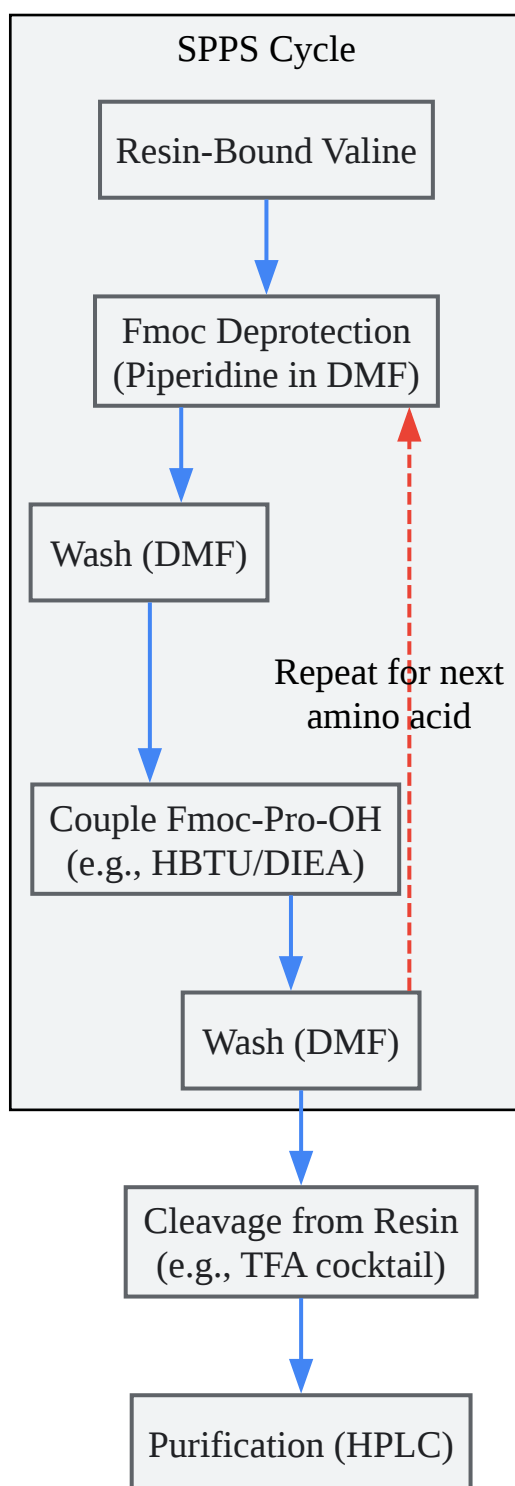 SPPS Cycle
Resin-Bound Valine
Fmoc Deprotection
(Piperidine in DMF)
Wash (DMF)
Repeat for next
amino acid
Couple Fmoc-Pro-OH
(e.g., HBTU/DIEA)
Wash (DMF)
Cleavage from Resin
(e.g., TFA cocktail)
Purification (HPLC)